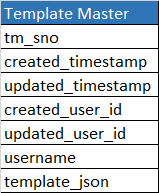 Template Master
tm_sno
created_timestamp
updated_timestamp
created_user_id
updated_user_id
username
template_json